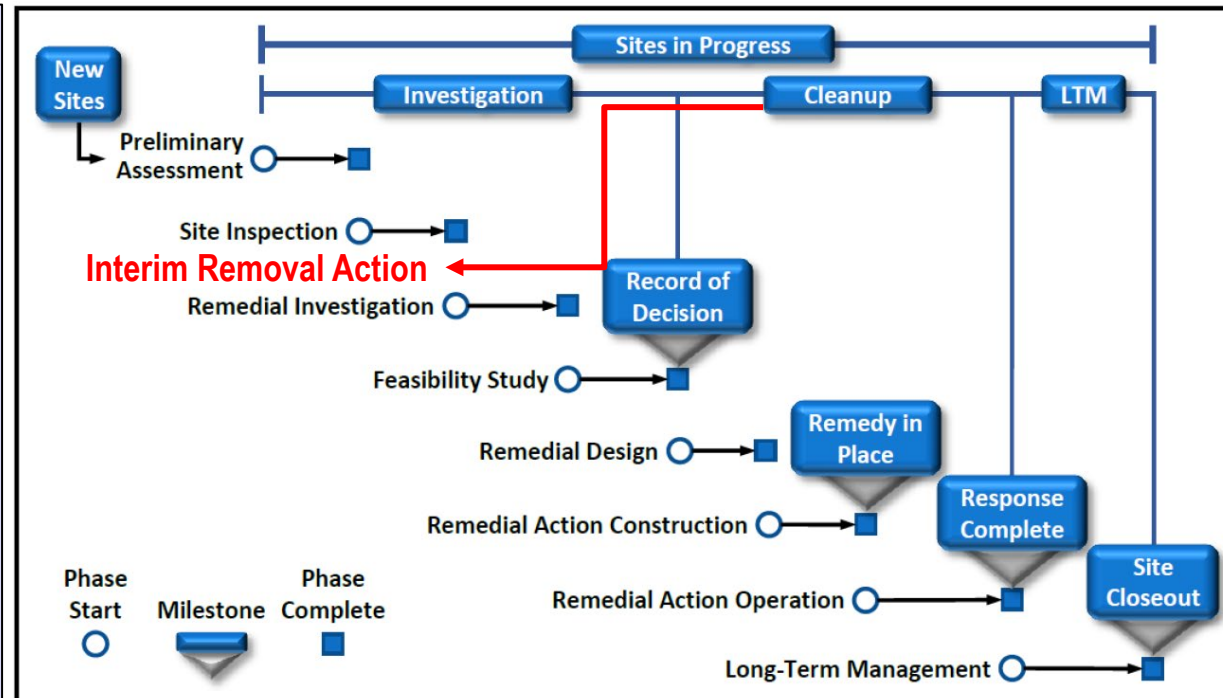 Sites in Progress
New
Sites
Investigation
Cleanup
LTM
Preliminary
Assessment
Site Inspection
Interim Removal Action
Remedial Investigation
Record of
Decision
Feasibility Study
Remedial Design
Remedy in
Place
Remedial Action Construction
Response
Complete
Phase
Start
Milestone
Phase
Complete
Remedial Action Operation
Site
Closeout
Long-Term Management